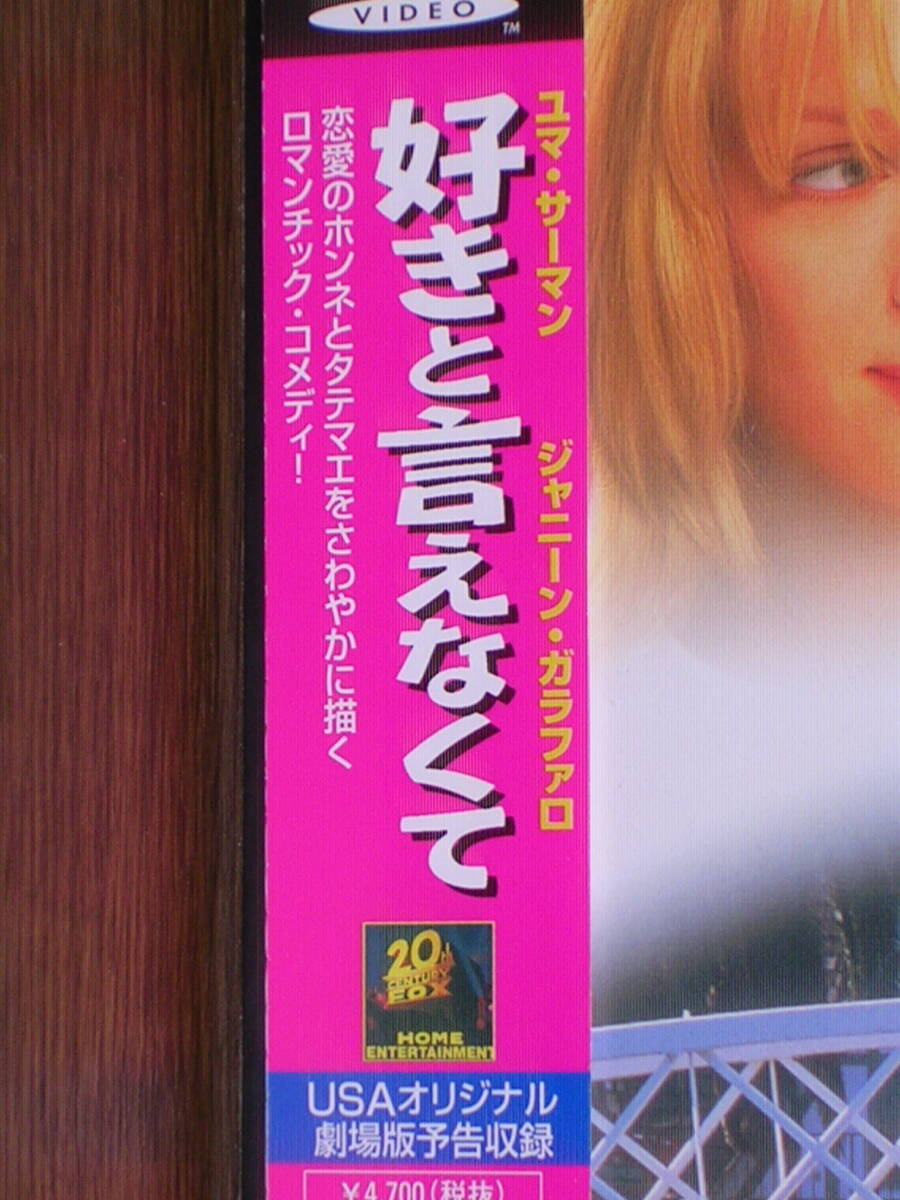 VIDEO
TM
ユマ・サーマン ジャニーン・ガラファロ
好きと言えなくて
恋愛のホンネとタテマエをさわやかに描く
ロマンチック・コメディ!
20th
CENTURY
FOX
HOME
ENTERTAINMENT
USAオリジナル
劇場版予告収録
¥4,700(税抜)